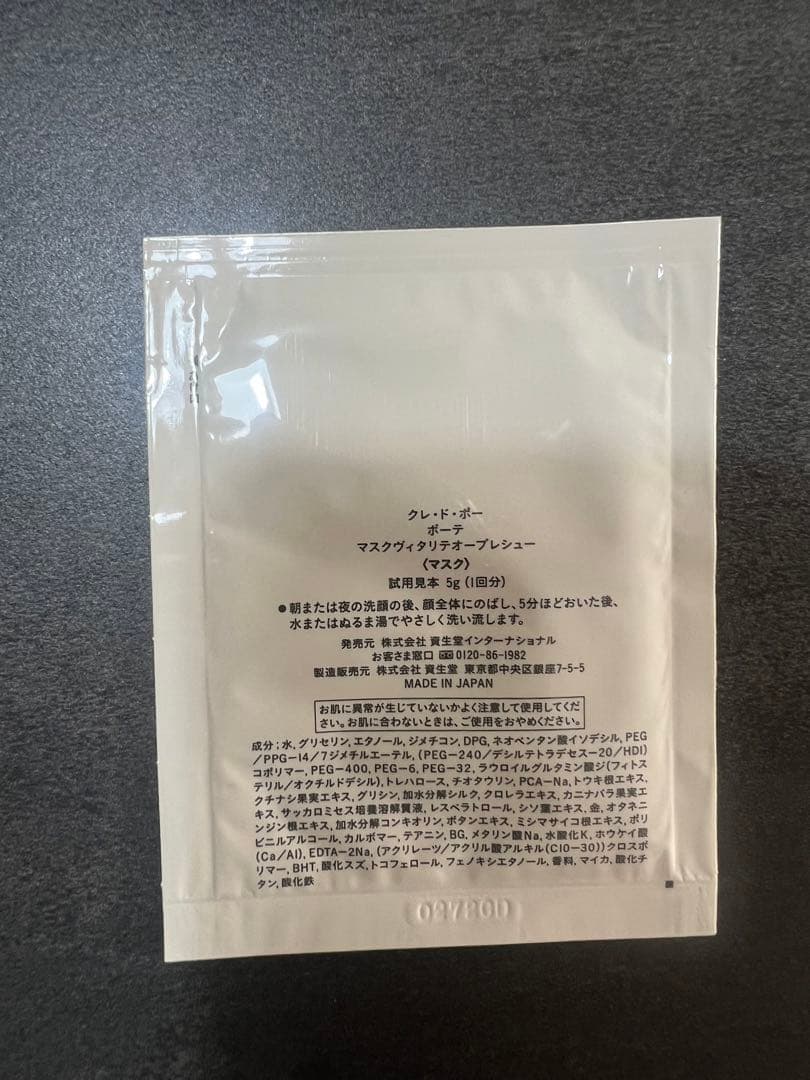 クレ・ド・ポー
ボーテ
マスクヴィタリテオープレシュー
〈マスク〉
試用見本 5g(1回分)
●朝または夜の洗顔の後、顔全体にのばし、5分ほどおいた後、
水またはぬるま湯でやさしく洗い流します。
発売元 株式会社 資生堂インターナショナル
お客さま窓口 0120-86-1982
製造販売元 株式会社 資生堂 東京都中央区銀座7-5-5
MADE IN JAPAN
お肌に異常が生じていないかよく注意して使用してくだ
さい。お肌に合わないときは、ご使用をおやめください。
成分;水、グリセリン、エタノール、ジメチコン、DPG、ネオペンタン酸イソデシル、PEG
/PPG-14/7ジメチルエーテル、(PEG-240/デシルテトラデセス-20/HDI)
コポリマー、PEG-400、PEG-6、PEG-32、ラウロイルグルタミン酸ジ(フィトス
テリル/オクチルドデシル)、トレハロース、チオタウリン、PCA-Na、トウキ根エキス、
クチナシ果実エキス、グリシン、加水分解シルク、クロレラエキス、カニナバラ果実エ
キス、サッカロミセス培養溶解質液、レスベラトロール、シソ葉エキス、金、オタネニ
ンジン根エキス、加水分解コンキオリン、ボタンエキス、ミシマサイコ根エキス、ポリ
ビニルアルコール、カルボマー、テアニン、BG、メタリン酸Na、水酸化K、ホウケイ酸
(Ca/Al)、EDTA-2Na、(アクリレーツ/アクリル酸アルキル(C10-30))クロスポ
リマー、BHT、酸化スズ、トコフェロール、フェノキシエタノール、香料、マイカ、酸化チ
タン、酸化鉄